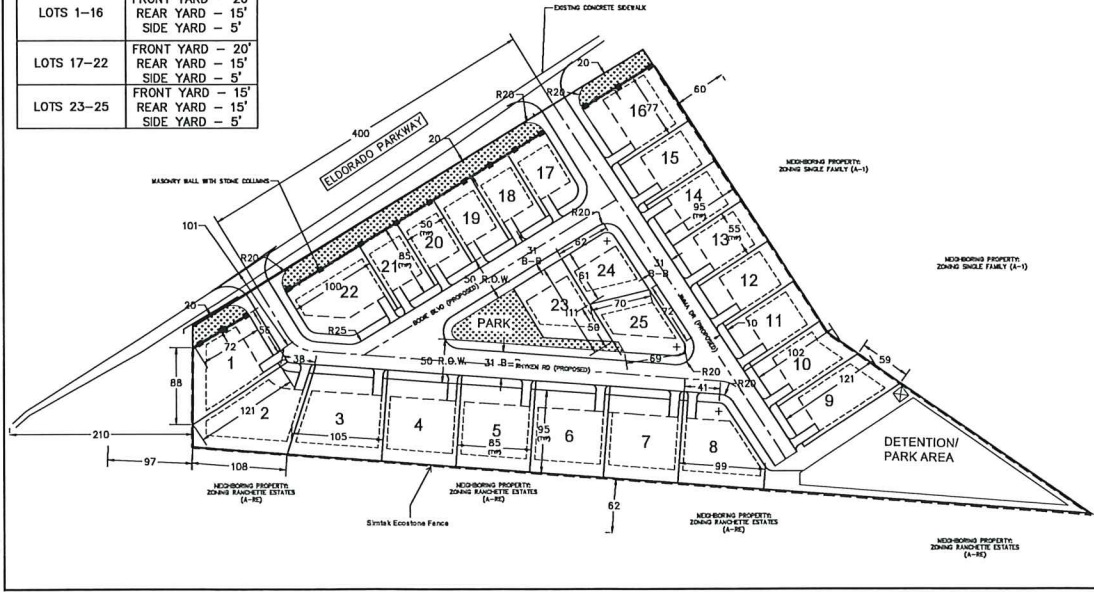 FRONT YARD - 20'
LOTS 1-16
REAR YARD - 15'
SIDE YARD - 5'
LOTS 17-22
FRONT YARD - 20'
REAR YARD - 15'
SIDE YARD - 5'
LOTS 23-25
FRONT YARD - 15'
REAR YARD - 15'
SIDE YARD - 5'
EXISTING CONCRETE SIDEWALK
MASONRY WALL WITH STONE COLUMNS
ELDORADO PARKWAY
400
20
R20
R20
20
16
77
60
15
14
95
(TYP)
13
55
(TYP)
12
11
10
10
102
9
121
59
NEIGHBORING PROPERTY:
ZONING SINGLE FAMILY (A-1)
NEIGHBORING PROPERTY:
ZONING SINGLE FAMILY (A-1)
17
18
19
20
50
(TYP)
21
85
(TYP)
22
100
101
R20
R25
R20
62
31
B-B
50 R.O.W.
24
31
B-B
61
23
111
50
70
25
72
69
PARK
R20
R20
50 R.O.W.
31 B-B
20
72
55
1
38
88
2
121
210
97
108
3
105
4
5
85
(TYP)
95
(TYP)
6
7
41
8
99
62
DETENTION/
PARK AREA
NEIGHBORING PROPERTY:
ZONING RANCHETTE ESTATES
(A-RE)
NEIGHBORING PROPERTY:
ZONING RANCHETTE ESTATES
(A-RE)
Simtek Ecostone Fence
NEIGHBORING PROPERTY:
ZONING RANCHETTE ESTATES
(A-RE)
NEIGHBORING PROPERTY:
ZONING RANCHETTE ESTATES
(A-RE)